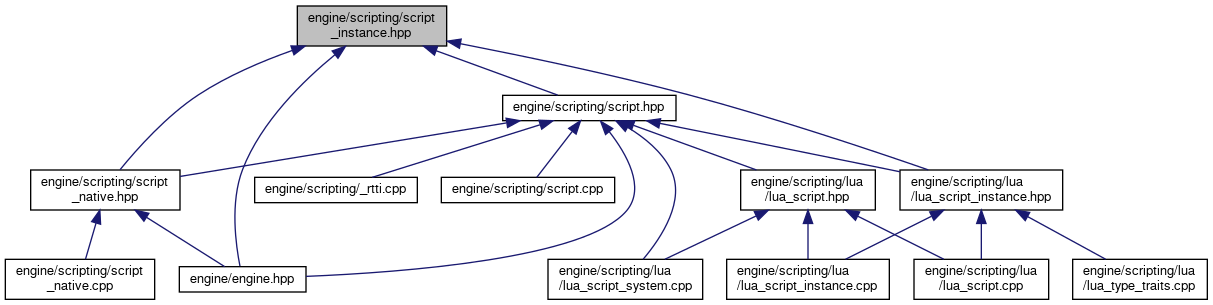 engine/scripting/script
_instance.hpp
engine/scripting/script.hpp
engine/scripting/script
_native.hpp
engine/scripting/_rtti.cpp
engine/scripting/script.cpp
engine/scripting/lua
/lua_script.hpp
engine/scripting/lua
/lua_script_instance.hpp
engine/scripting/script
_native.cpp
engine/engine.hpp
engine/scripting/lua
/lua_script_system.cpp
engine/scripting/lua
/lua_script_instance.cpp
engine/scripting/lua
/lua_script.cpp
engine/scripting/lua
/lua_type_traits.cpp